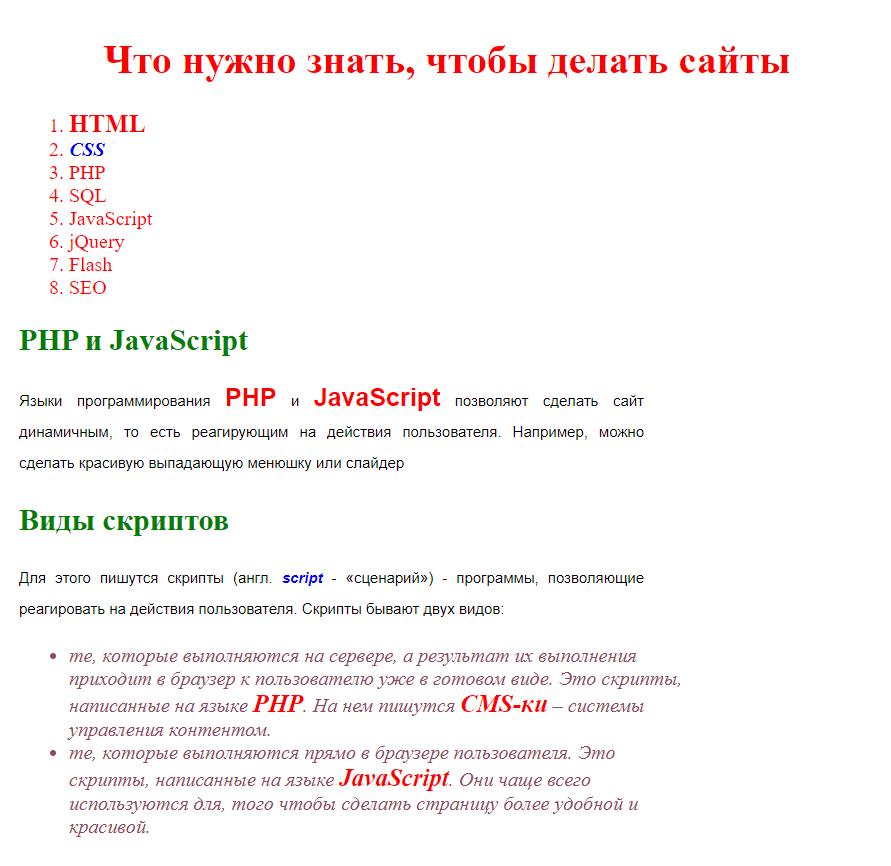 Что нужно знать, чтобы делать сайты
1. HTML
2. CSS
3. PHP
4. SQL
5. JavaScript
6. jQuery
7. Flash
8. SEO
PHP и JavaScript
Языки программирования PHP и JavaScript позволяют сделать сайт
динамичным, то есть реагирующим на действия пользователя. Например, можно
сделать красивую выпадающую менюшку или слайдер
Виды скриптов
Для этого пишутся скрипты (англ. script - «сценарий») - программы, позволяющие
реагировать на действия пользователя. Скрипты бывают двух видов:
• те, которые выполняются на сервере, а результат их выполнения
приходит в браузер к пользователю уже в готовом виде. Это скрипты,
написанные на языке PHP. На нем пишутся CMS-ки – системы
управления контентом.
• те, которые выполняются прямо в браузере пользователя. Это
скрипты, написанные на языке JavaScript. Они чаще всего
используются для, того чтобы сделать страницу более удобной и
красивой.